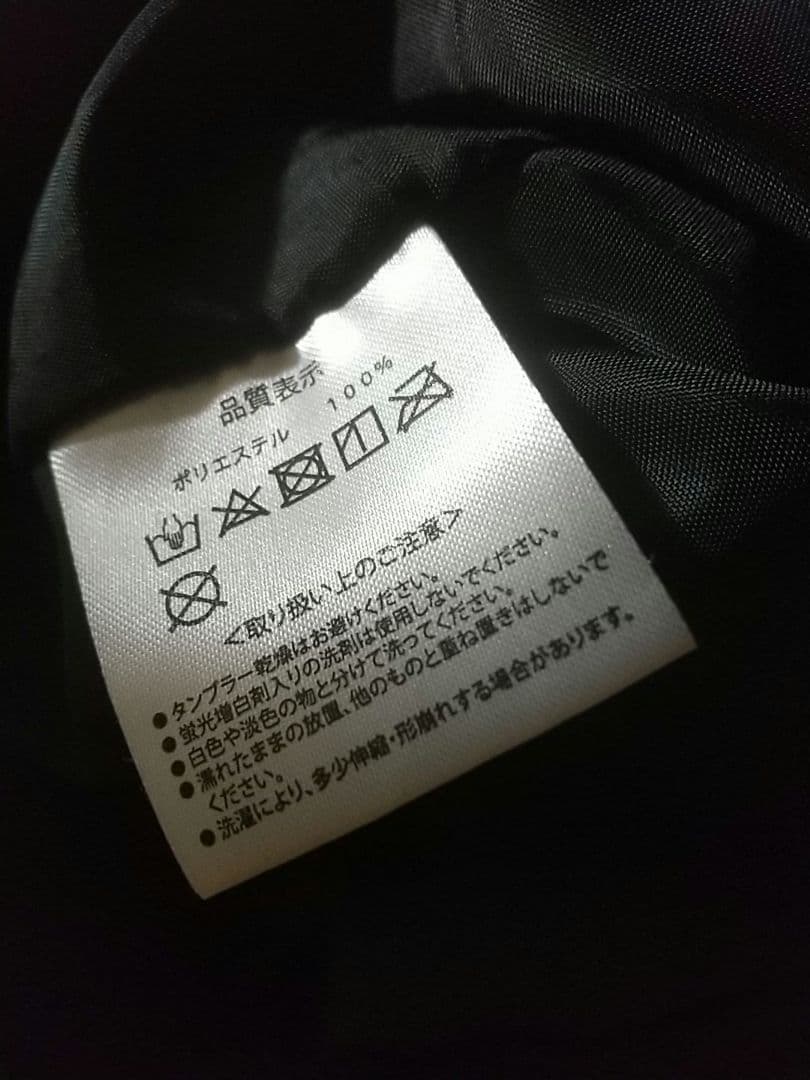 品質表示
ポリエステル 100%
<取り扱い上のご注意>
●タンブラー乾燥はお避けください。
●蛍光増白剤入りの洗剤は使用しないでください。
●白色や淡色の物と分けて洗ってください。
●濡れたままの放置、他のものと重ね置きはしないで
ください。
●洗濯により、多少伸縮・形崩れする場合があります。